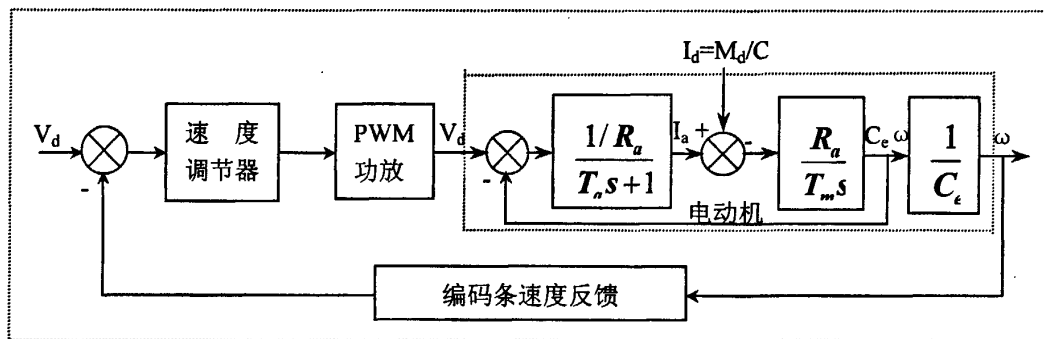 I_d=M_d/C
V_d
-
速 度
调节器
PWM
功放
V_d
-
1/R_a
T_a s+1
I_a +
-
R_a
T_m s
C_e ω
1
C_e
ω
电动机
编码条速度反馈
-